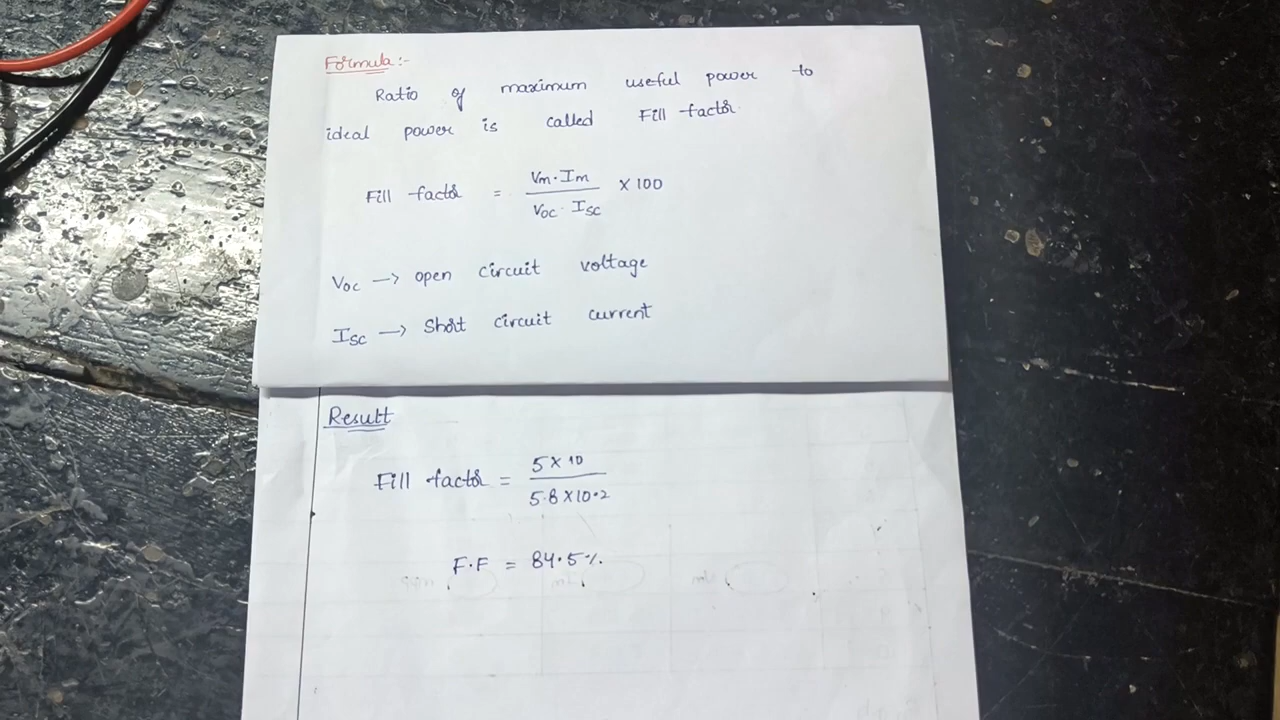 Formula:-
Ratio of maximum useful power to
ideal power is called Fill factor.
Fill factor = Vm·Im / Voc·Isc × 100
Voc → open circuit voltage
Isc → Short circuit current
Result
Fill factor = 5×10 / 5.8×10.2
F.F = 84.5%.